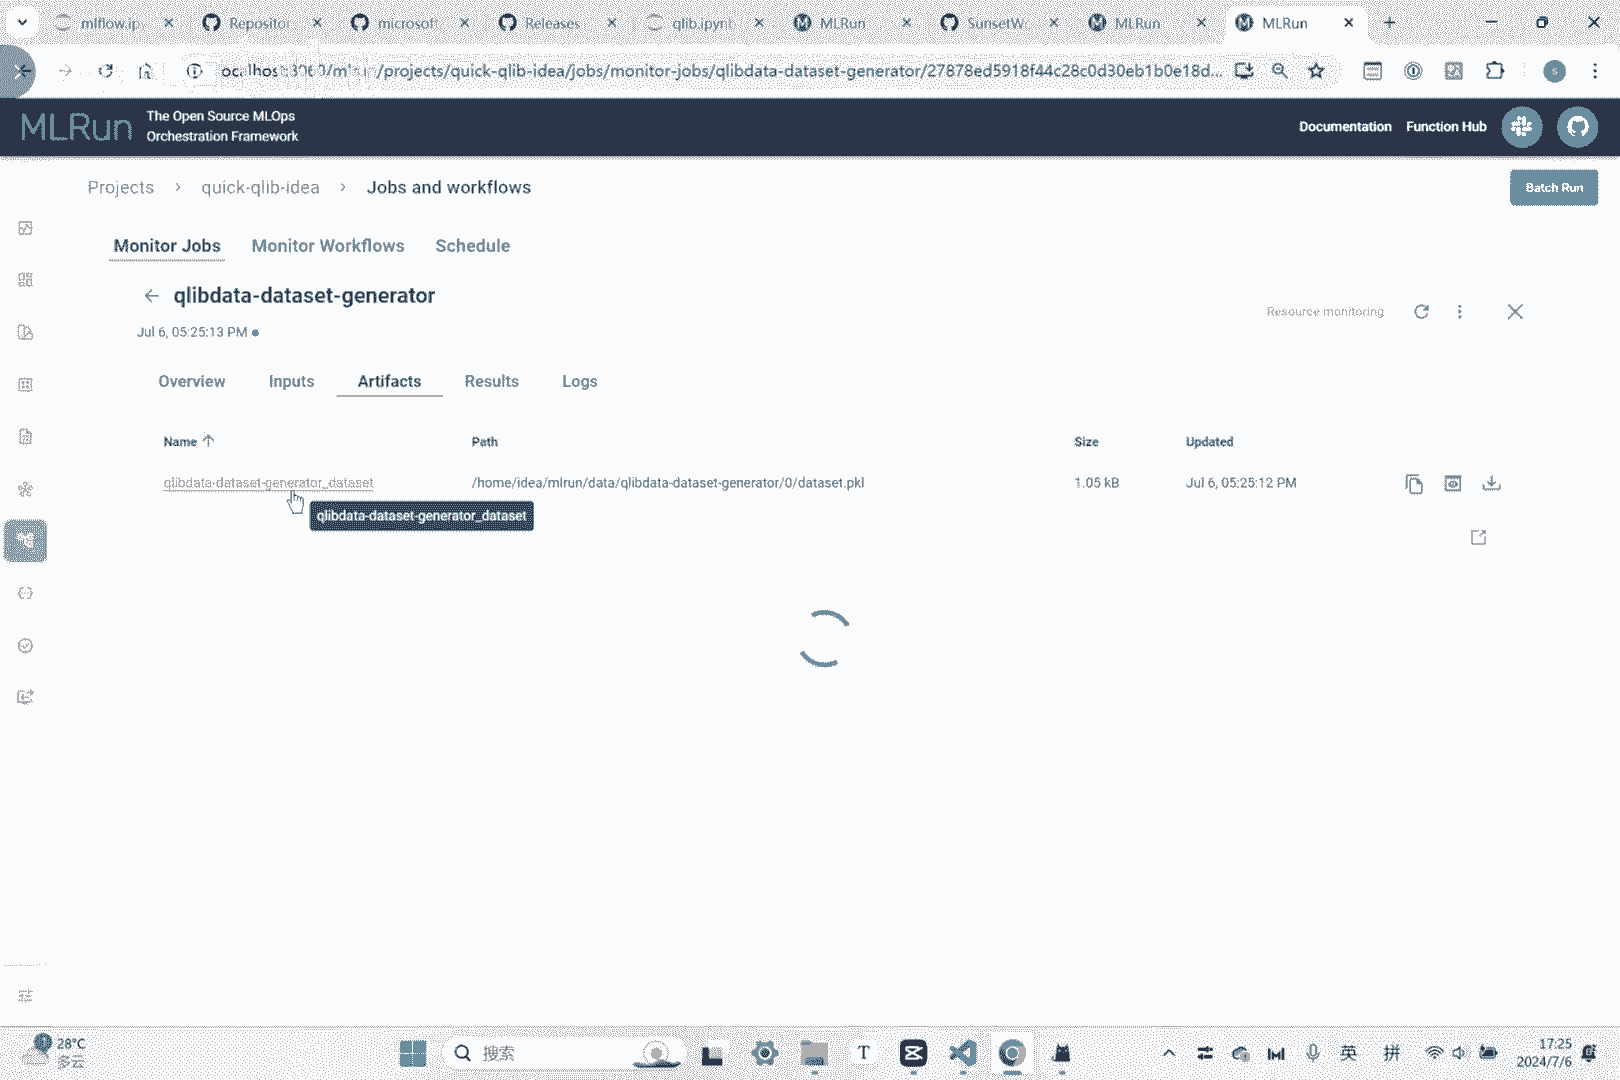 mlflow.ip
Repositor
microsoft
Releases
qlib.ipynb
MLRun
SunsetWo
MLRun
MLRun
ocalhost:3060/mlrun/projects/quick-qlib-idea/jobs/monitor-jobs/qlibdata-dataset-generator/27878ed5918f44c28c0d30eb1b0e18d...
s
MLRun
The Open Source MLOps
Orchestration Framework
Documentation
Function Hub
Projects › quick-qlib-idea › Jobs and workflows
Batch Run
Monitor Jobs
Monitor Workflows
Schedule
qlibdata-dataset-generator
Resource monitoring
Jul 6, 05:25:13 PM
Overview
Inputs
Artifacts
Results
Logs
Name
Path
Size
Updated
qlibdata-dataset-generator_dataset
/home/idea/mlrun/data/qlibdata-dataset-generator/0/dataset.pkl
1.05 kB
Jul 6, 05:25:12 PM
qlibdata-dataset-generator_dataset
28°C
多云
搜索
T
英
拼
17:25
2024/7/6